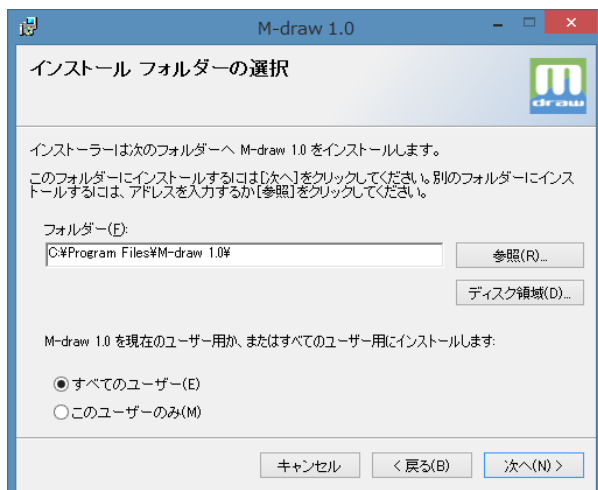 M-draw 1.0
インストール フォルダーの選択
m
draw
インストーラーは次のフォルダーへ M-draw 1.0 をインストールします。
このフォルダーにインストールするには[次へ]をクリックしてください。別のフォルダーにインス
トールするには、アドレスを入力するか[参照]をクリックしてください。
フォルダー(F):
C:¥Program Files¥M-draw 1.0¥
参照(R)...
ディスク領域(D)...
M-draw 1.0 を現在のユーザー用か、またはすべてのユーザー用にインストールします:
すべてのユーザー(E)
このユーザーのみ(M)
キャンセル
< 戻る(B)
次へ(N) >